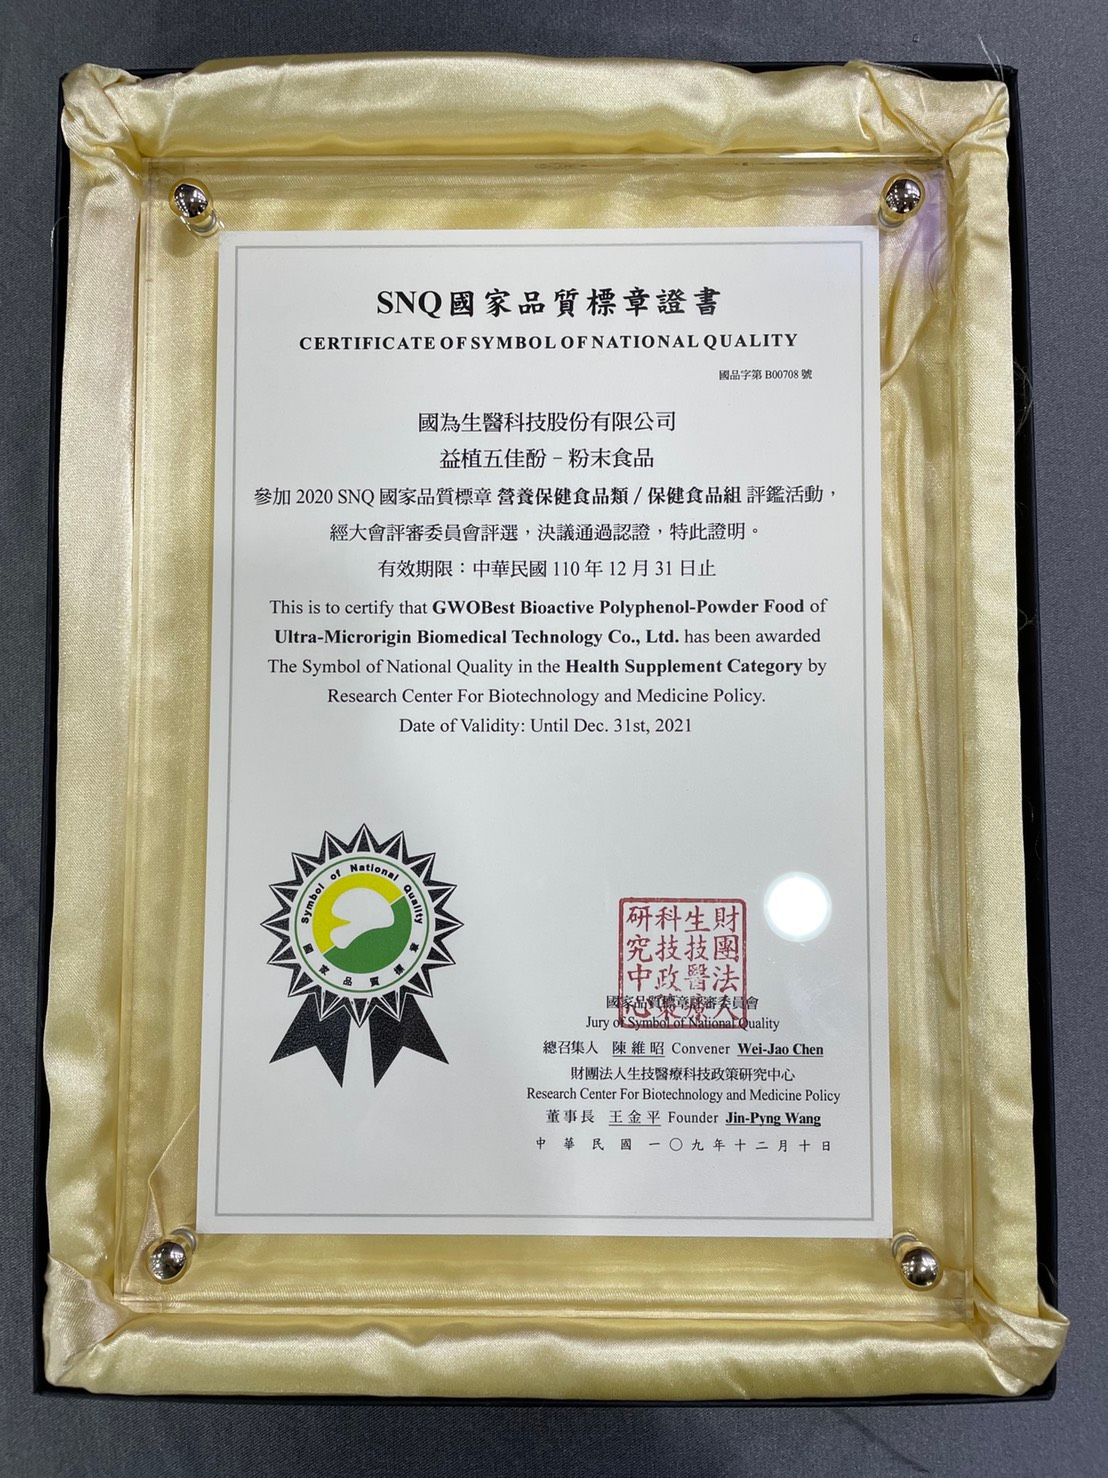 SNQ國家品質標章證書
CERTIFICATE OF SYMBOL OF NATIONAL QUALITY
國品字第 B00708 號
國為生醫科技股份有限公司
益植五佳酚－粉末食品
參加 2020 SNQ 國家品質標章 營養保健食品類 / 保健食品組 評鑑活動，
經大會評審委員會評選，決議通過認證，特此證明。
有效期限：中華民國 110 年 12 月 31 日止
This is to certify that GWOBest Bioactive Polyphenol-Powder Food of
Ultra-Microrigin Biomedical Technology Co., Ltd. has been awarded
The Symbol of National Quality in the Health Supplement Category by
Research Center For Biotechnology and Medicine Policy.
Date of Validity: Until Dec. 31st, 2021
Symbol of National Quality
國家品質標章
財團法人
生技醫療
科技政策
研究中心
國家品質標章評審委員會
Jury of Symbol of National Quality
總召集人 陳維昭 Convener Wei-Jao Chen
財團法人生技醫療科技政策研究中心
Research Center For Biotechnology and Medicine Policy
董事長 王金平 Founder Jin-Pyng Wang
中華民國一〇九年十二月十日